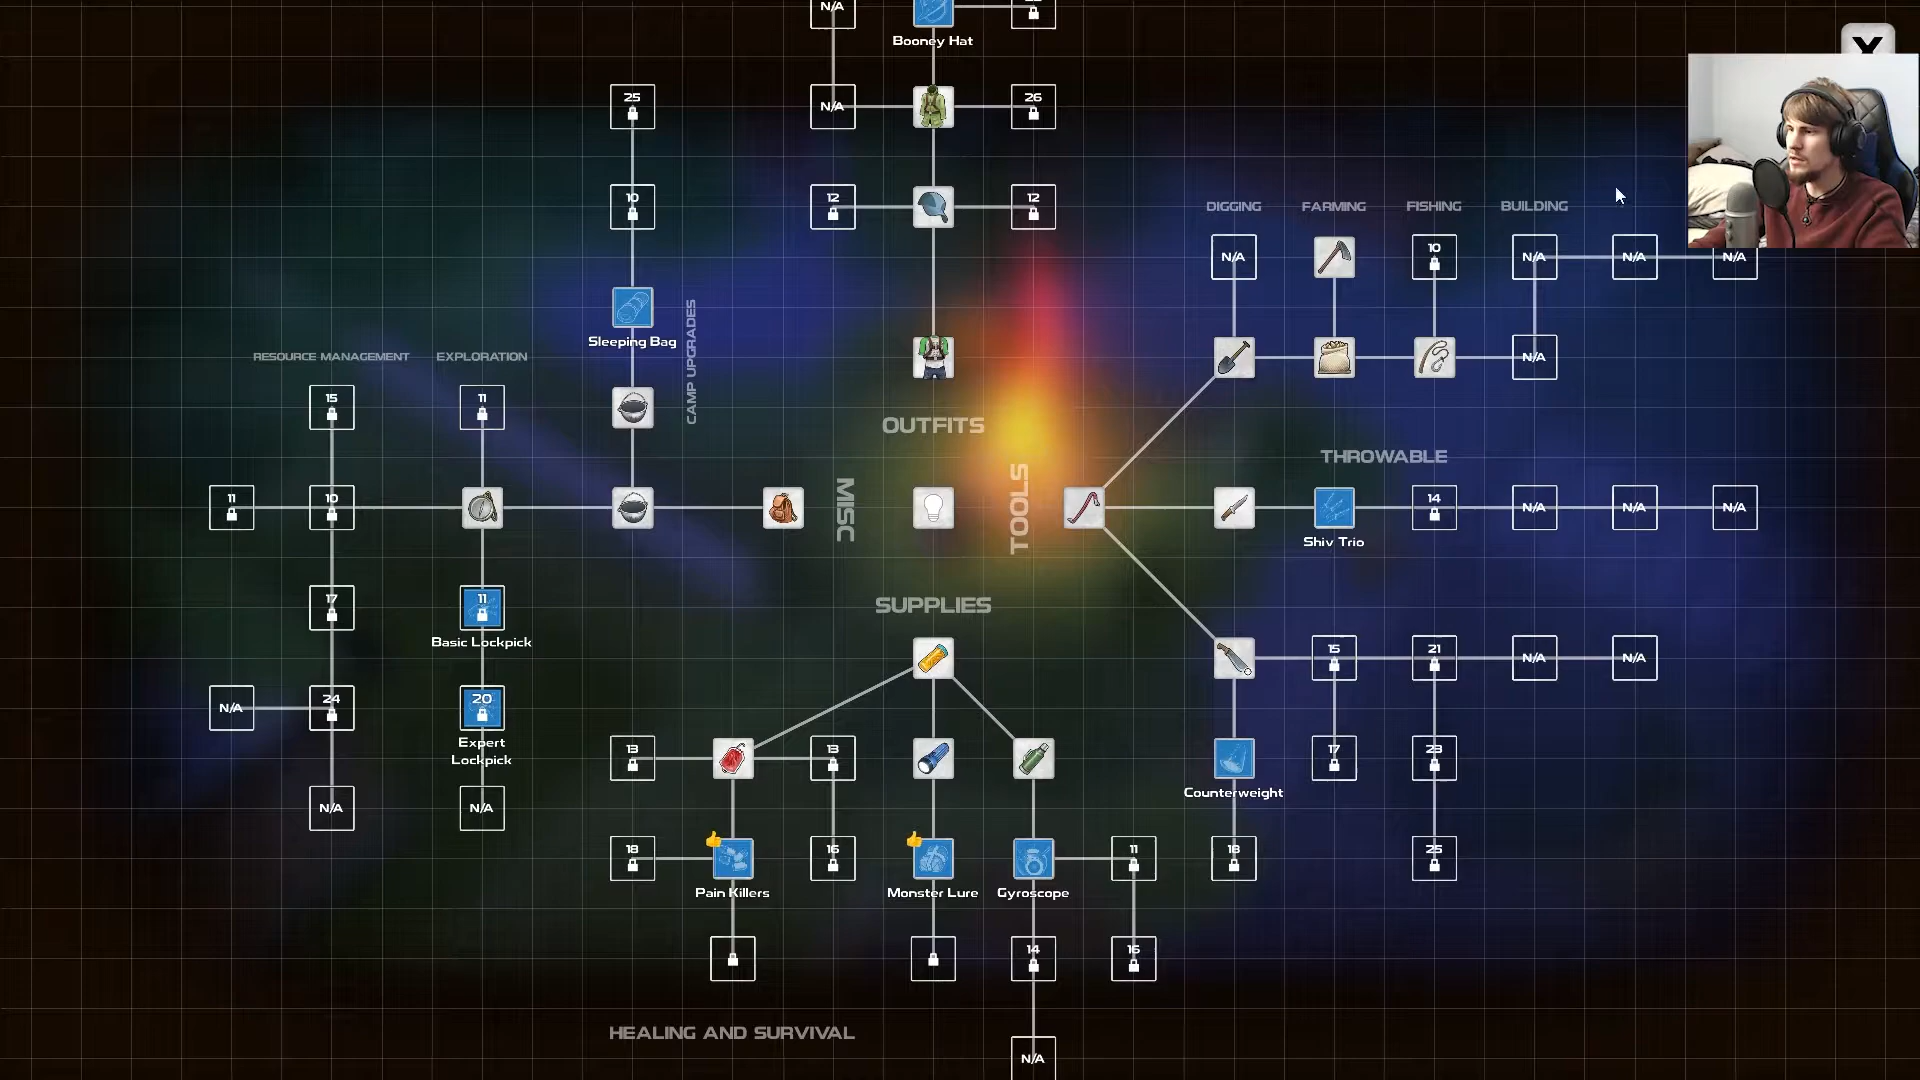 N/A
Booney Hat
25
N/A
26
10
12
12
DIGGING FARMING FISHING BUILDING
N/A
10
N/A
N/A
N/A
Sleeping Bag
CAMP UPGRADES
RESOURCE MANAGEMENT EXPLORATION
N/A
15
11
OUTFITS
THROWABLE
MISC
TOOLS
11
10
14
N/A
N/A
N/A
Shiv Trio
SUPPLIES
17
11
Basic Lockpick
15
21
N/A
N/A
N/A
24
20
Expert
Lockpick
13
13
17
23
Counterweight
N/A
N/A
18
16
11
18
25
Pain Killers
Monster Lure
Gyroscope
14
16
HEALING AND SURVIVAL
N/A
X